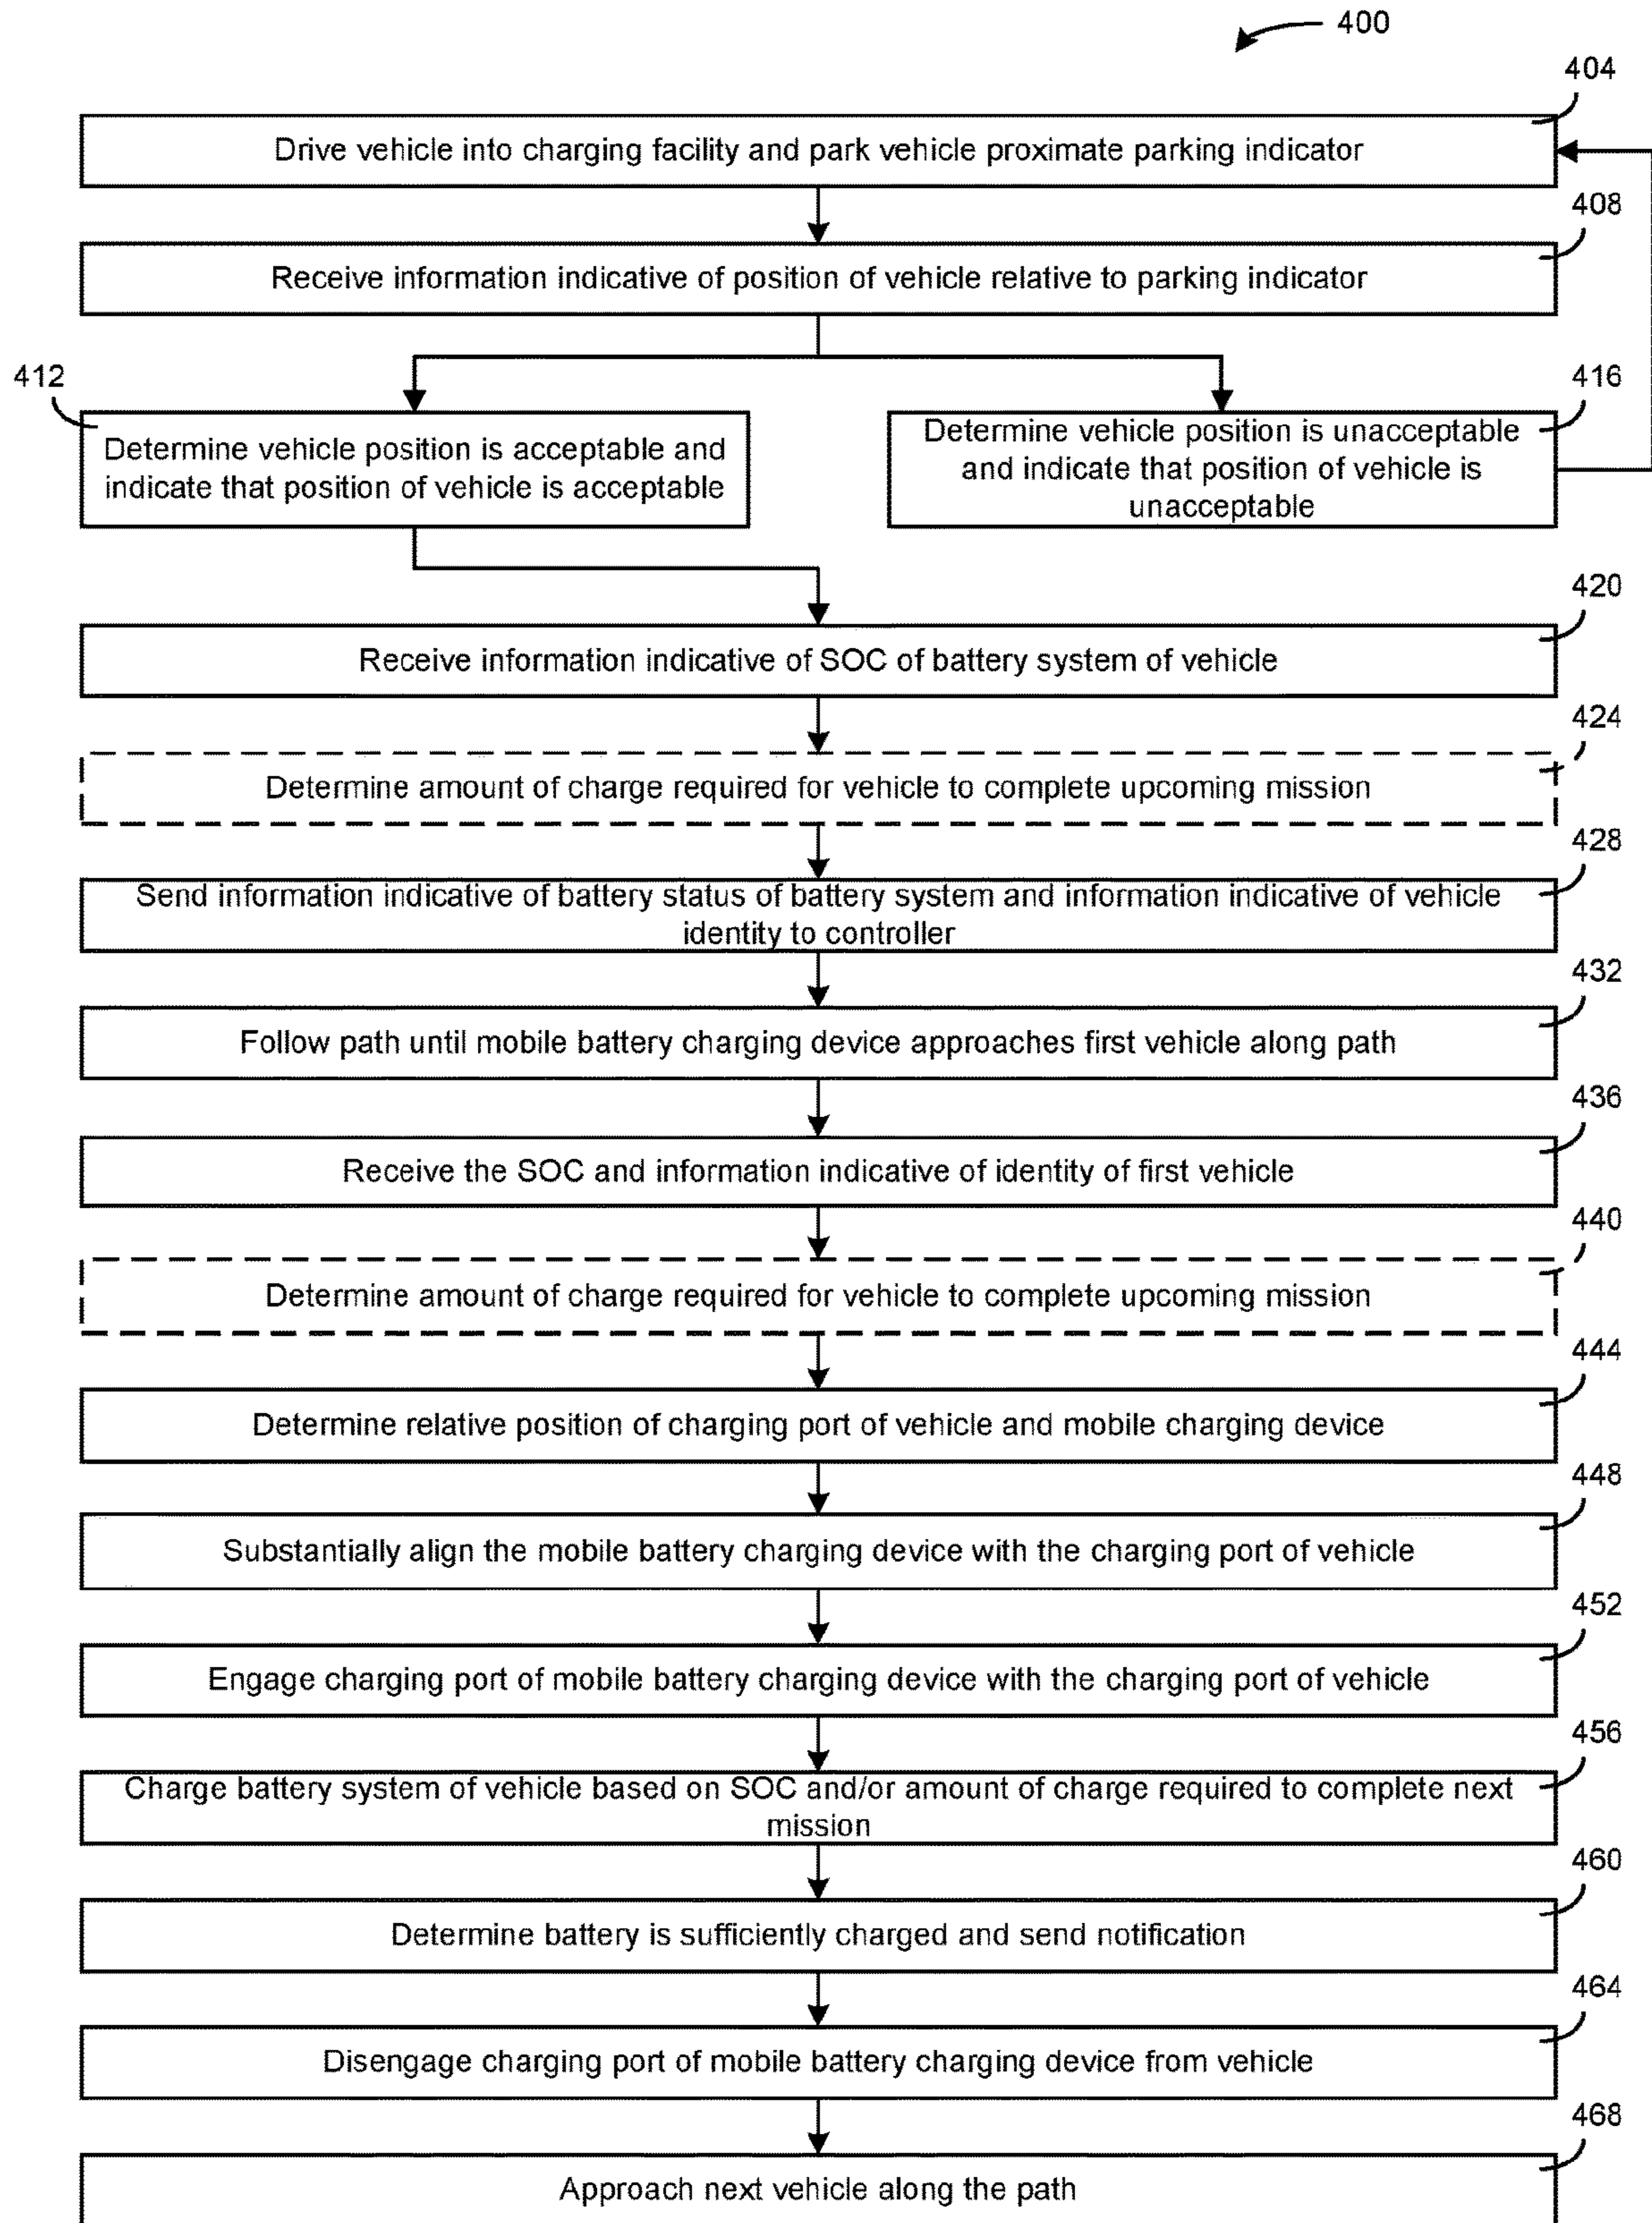 400
404
Drive vehicle into charging facility and park vehicle proximate parking indicator
408
Receive information indicative of position of vehicle relative to parking indicator
412
Determine vehicle position is acceptable and
indicate that position of vehicle is acceptable
416
Determine vehicle position is unacceptable
and indicate that position of vehicle is
unacceptable
420
Receive information indicative of SOC of battery system of vehicle
424
Determine amount of charge required for vehicle to complete upcoming mission
428
Send information indicative of battery status of battery system and information indicative of vehicle
identity to controller
432
Follow path until mobile battery charging device approaches first vehicle along path
436
Receive the SOC and information indicative of identity of first vehicle
440
Determine amount of charge required for vehicle to complete upcoming mission
444
Determine relative position of charging port of vehicle and mobile charging device
448
Substantially align the mobile battery charging device with the charging port of vehicle
452
Engage charging port of mobile battery charging device with the charging port of vehicle
456
Charge battery system of vehicle based on SOC and/or amount of charge required to complete next
mission
460
Determine battery is sufficiently charged and send notification
464
Disengage charging port of mobile battery charging device from vehicle
468
Approach next vehicle along the path